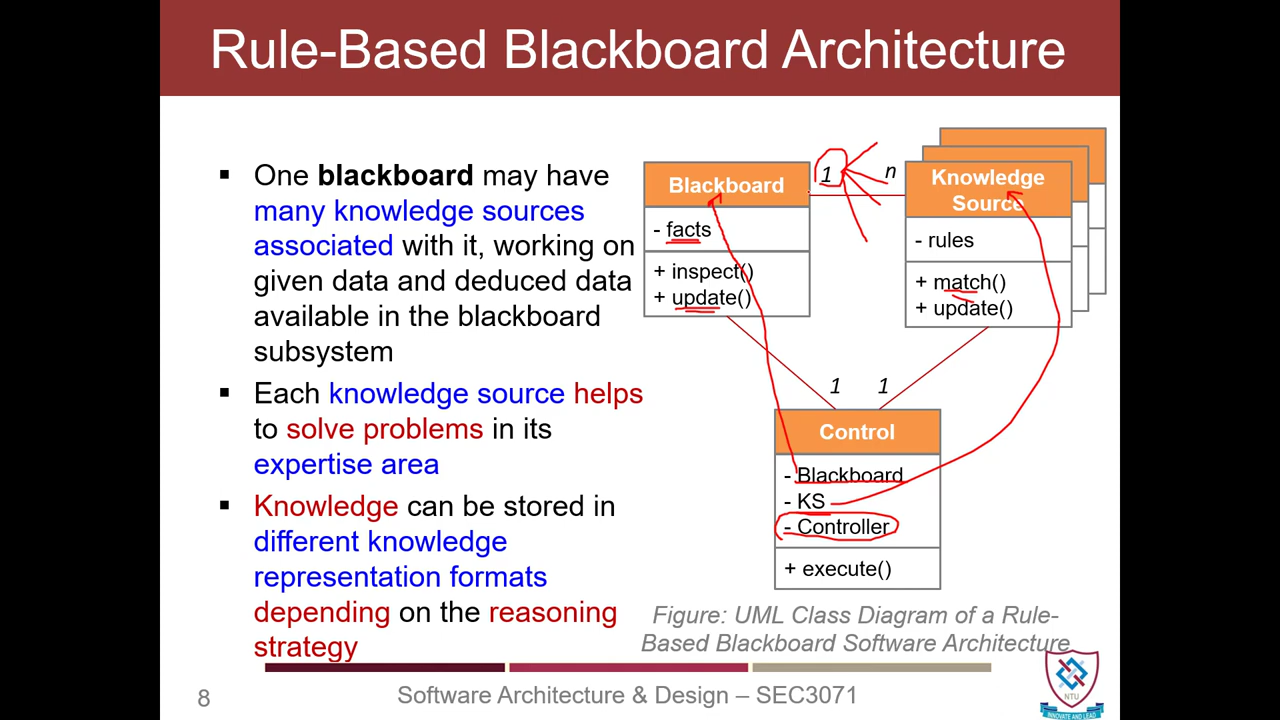 Rule-Based Blackboard Architecture
▪ One blackboard may have
many knowledge sources
associated with it, working on
given data and deduced data
available in the blackboard
subsystem
▪ Each knowledge source helps
to solve problems in its
expertise area
▪ Knowledge can be stored in
different knowledge
representation formats
depending on the reasoning
strategy
Blackboard
- facts
+ inspect()
+ update()
1
n
Knowledge
Source
- rules
+ match()
+ update()
1
1
Control
- Blackboard
- KS
- Controller
+ execute()
Figure: UML Class Diagram of a Rule-
Based Blackboard Software Architecture
8
Software Architecture & Design – SEC3071
NTU
INNOVATE AND LEAD